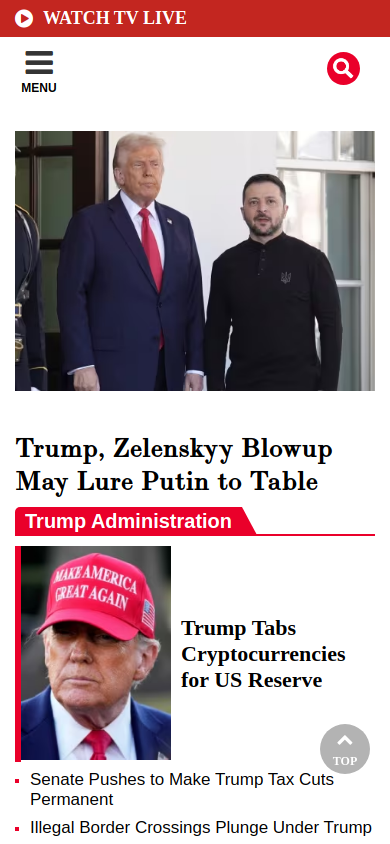 WATCH TV LIVE
MENU
Trump, Zelenskyy Blowup
May Lure Putin to Table
Trump Administration
MAKE AMERICA
GREAT AGAIN
Trump Tabs
Cryptocurrencies
for US Reserve
TOP
Senate Pushes to Make Trump Tax Cuts
Permanent
Illegal Border Crossings Plunge Under Trump